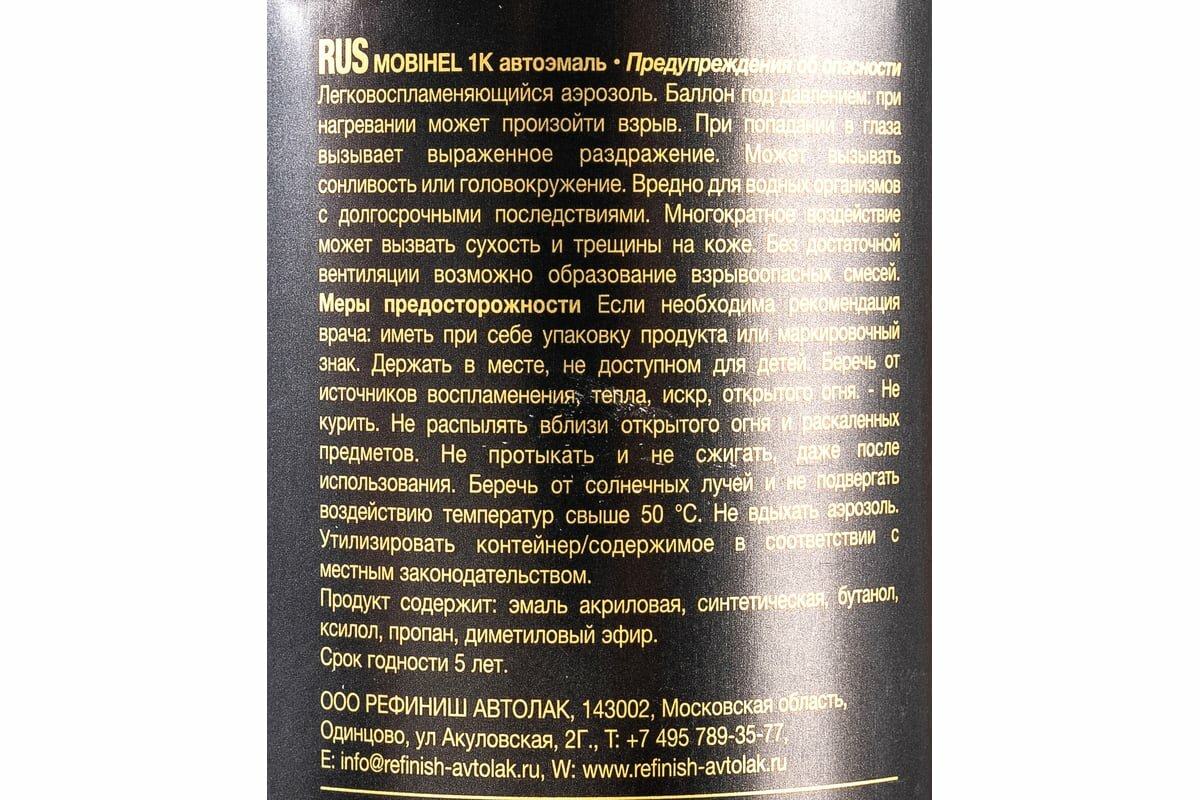 RUS MOBIHEL 1К автоэмаль • Предупреждения об опасности
Легковоспламеняющийся аэрозоль. Баллон под давлением: при
нагревании может произойти взрыв. При попадании в глаза
вызывает выраженное раздражение. Может вызывать
сонливость или головокружение. Вредно для водных организмов
с долгосрочными последствиями. Многократное воздействие
может вызвать сухость и трещины на коже. Без достаточной
вентиляции возможно образование взрывоопасных смесей.
Меры предосторожности Если необходима рекомендация
врача: иметь при себе упаковку продукта или маркировочный
знак. Держать в месте, не доступном для детей. Беречь от
источников воспламенения, тепла, искр, открытого огня. - Не
курить. Не распылять вблизи открытого огня и раскаленных
предметов. Не протыкать и не сжигать, даже после
использования. Беречь от солнечных лучей и не подвергать
воздействию температур свыше 50 °С. Не вдыхать аэрозоль.
Утилизировать контейнер/содержимое в соответствии с
местным законодательством.
Продукт содержит: эмаль акриловая, синтетическая, бутанол,
ксилол, пропан, диметиловый эфир.
Срок годности 5 лет.
ООО РЕФИНИШ АВТОЛАК, 143002, Московская область,
Одинцово, ул Акуловская, 2Г., Т: +7 495 789-35-77,
E: info@refinish-avtolak.ru, W: www.refinish-avtolak.ru